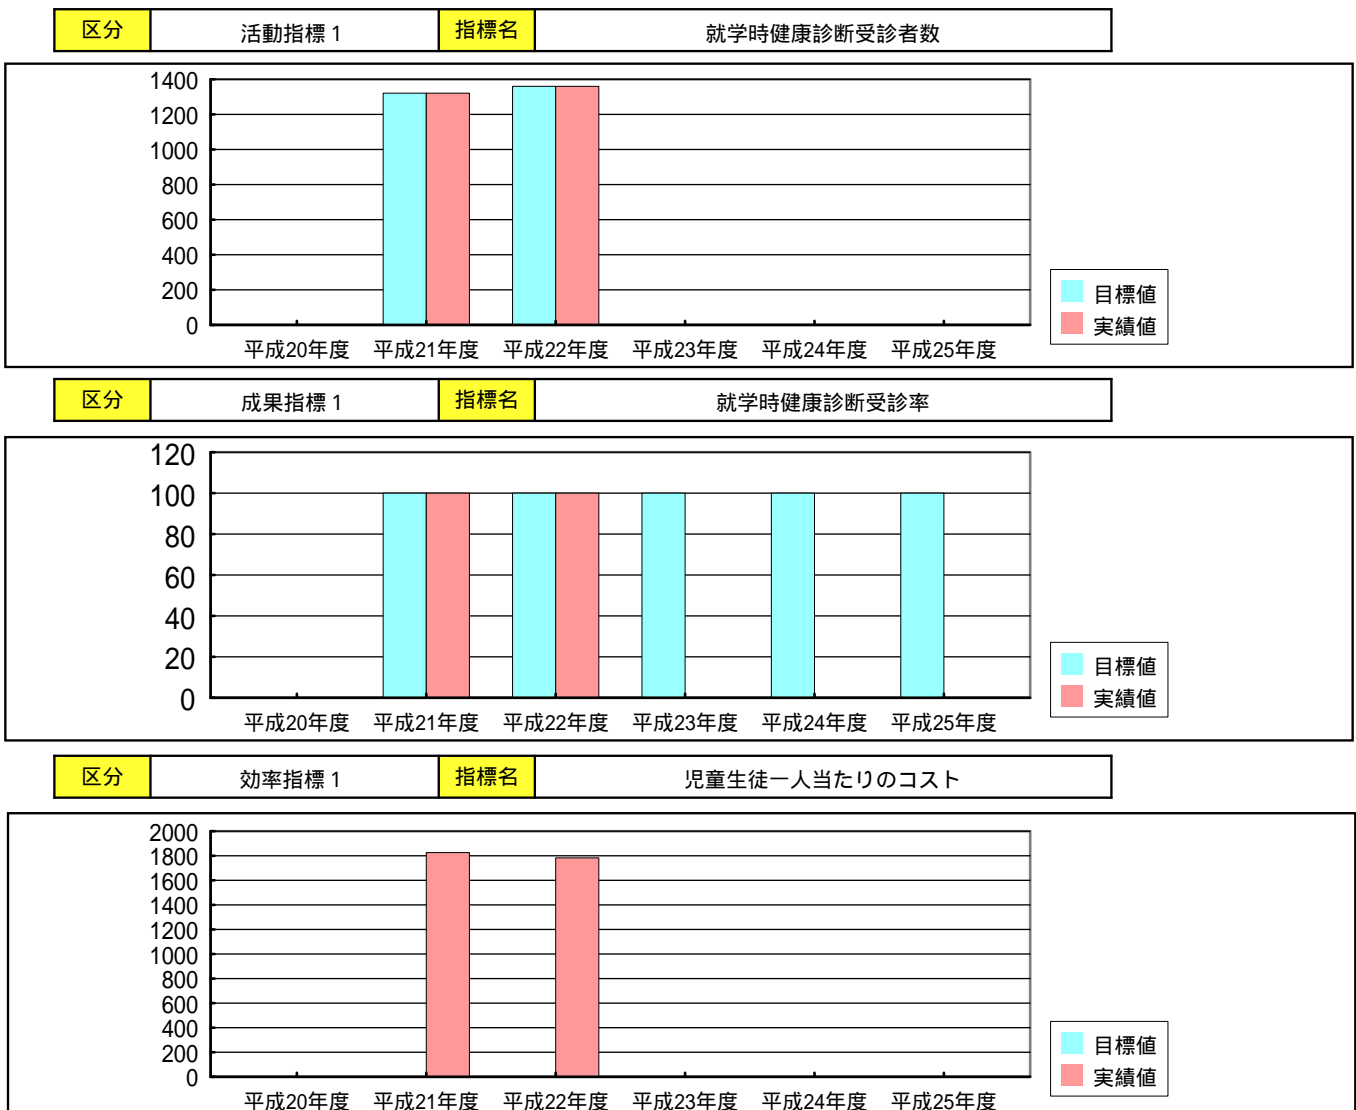 区分 活動指標1 指標名 就学時健康診断受診者数
1400
1200
1000
800
600
400
200
0
平成20年度 平成21年度 平成22年度 平成23年度 平成24年度 平成25年度
目標値
実績値
区分 成果指標1 指標名 就学時健康診断受診率
120
100
80
60
40
20
0
平成20年度 平成21年度 平成22年度 平成23年度 平成24年度 平成25年度
目標値
実績値
区分 効率指標1 指標名 児童生徒一人当たりのコスト
2000
1800
1600
1400
1200
1000
800
600
400
200
0
平成20年度 平成21年度 平成22年度 平成23年度 平成24年度 平成25年度
目標値
実績値